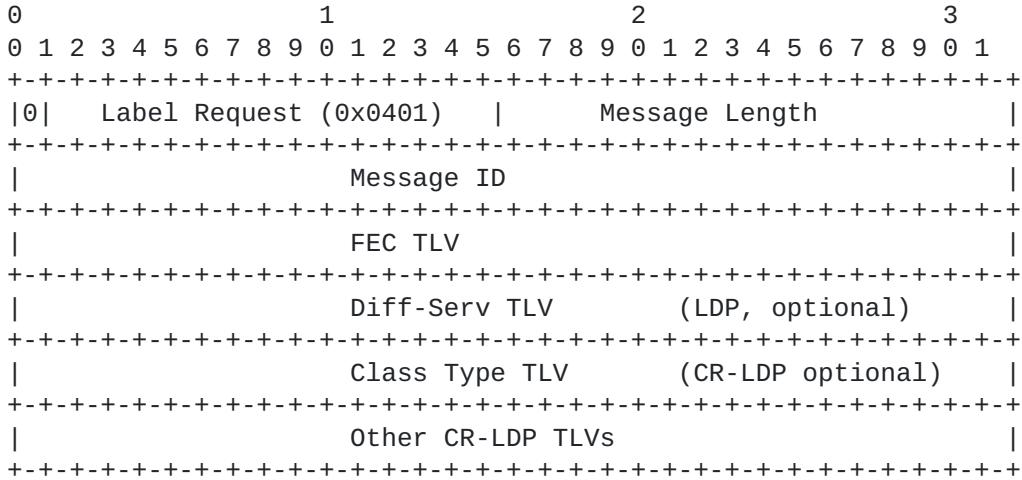 0                   1                   2                   3
0 1 2 3 4 5 6 7 8 9 0 1 2 3 4 5 6 7 8 9 0 1 2 3 4 5 6 7 8 9 0 1
+-+-+-+-+-+-+-+-+-+-+-+-+-+-+-+-+-+-+-+-+-+-+-+-+-+-+-+-+-+-+-+-+
|0|   Label Request (0x0401)   |      Message Length            |
+-+-+-+-+-+-+-+-+-+-+-+-+-+-+-+-+-+-+-+-+-+-+-+-+-+-+-+-+-+-+-+-+
|                     Message ID                                |
+-+-+-+-+-+-+-+-+-+-+-+-+-+-+-+-+-+-+-+-+-+-+-+-+-+-+-+-+-+-+-+-+
|                     FEC TLV                                   |
+-+-+-+-+-+-+-+-+-+-+-+-+-+-+-+-+-+-+-+-+-+-+-+-+-+-+-+-+-+-+-+-+
|                     Diff-Serv TLV        (LDP, optional)      |
+-+-+-+-+-+-+-+-+-+-+-+-+-+-+-+-+-+-+-+-+-+-+-+-+-+-+-+-+-+-+-+-+
|                     Class Type TLV       (CR-LDP optional)    |
+-+-+-+-+-+-+-+-+-+-+-+-+-+-+-+-+-+-+-+-+-+-+-+-+-+-+-+-+-+-+-+-+
|                     Other CR-LDP TLVs                         |
+-+-+-+-+-+-+-+-+-+-+-+-+-+-+-+-+-+-+-+-+-+-+-+-+-+-+-+-+-+-+-+-+